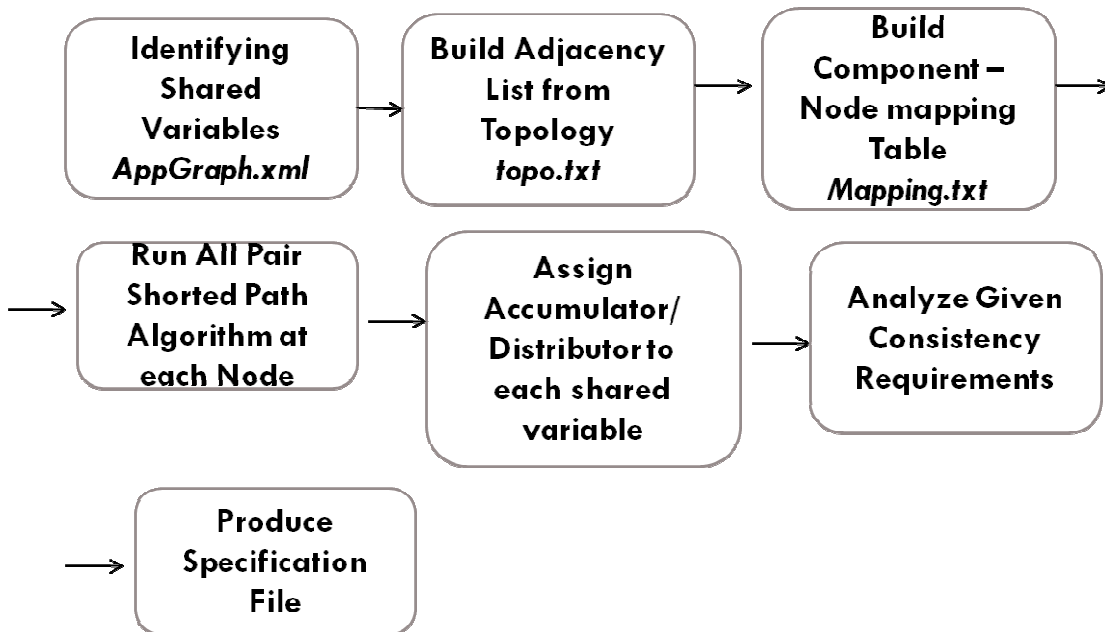 Identifying
Shared
Variables
AppGraph.xml
Build Adjacency
List from
Topology
topo.txt
Build
Component –
Node mapping
Table
Mapping.txt
Run All Pair
Shorted Path
Algorithm at
each Node
Assign
Accumulator/
Distributor to
each shared
variable
Analyze Given
Consistency
Requirements
Produce
Specification
File